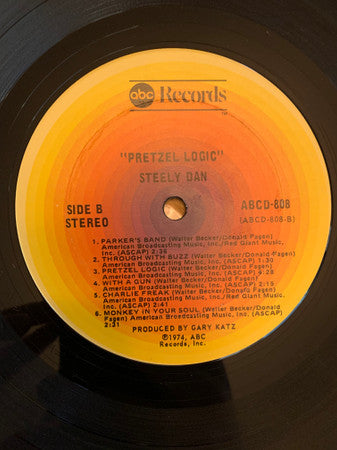 abc Records
"PRETZEL LOGIC"
STEELY DAN
SIDE B
STEREO
ABCD-808
(ABCD-808-B)
1. PARKER'S BAND (Walter Becker/Donald Fagen)
American Broadcasting Music, Inc./Red Giant Music,
Inc. (ASCAP) 2:36
2. THROUGH WITH BUZZ (Walter Becker/Donald
Fagen) American Broadcasting Music, Inc. (ASCAP) 1:30
3. PRETZEL LOGIC (Walter Becker/Donald Fagen)
American Broadcasting Music, Inc. (ASCAP) 4:28
4. WITH A GUN (Walter Becker/Donald Fagen)
American Broadcasting Music, Inc. (ASCAP) 2:15
5. CHARLIE FREAK (Walter Becker/Donald Fagen)
American Broadcasting Music, Inc./Red Giant Music,
Inc. (ASCAP) 2:41
6. MONKEY IN YOUR SOUL (Walter Becker/Donald
Fagen) American Broadcasting Music, Inc. (ASCAP)
2:31
PRODUCED BY GARY KATZ
℗1974, ABC
Records, Inc.